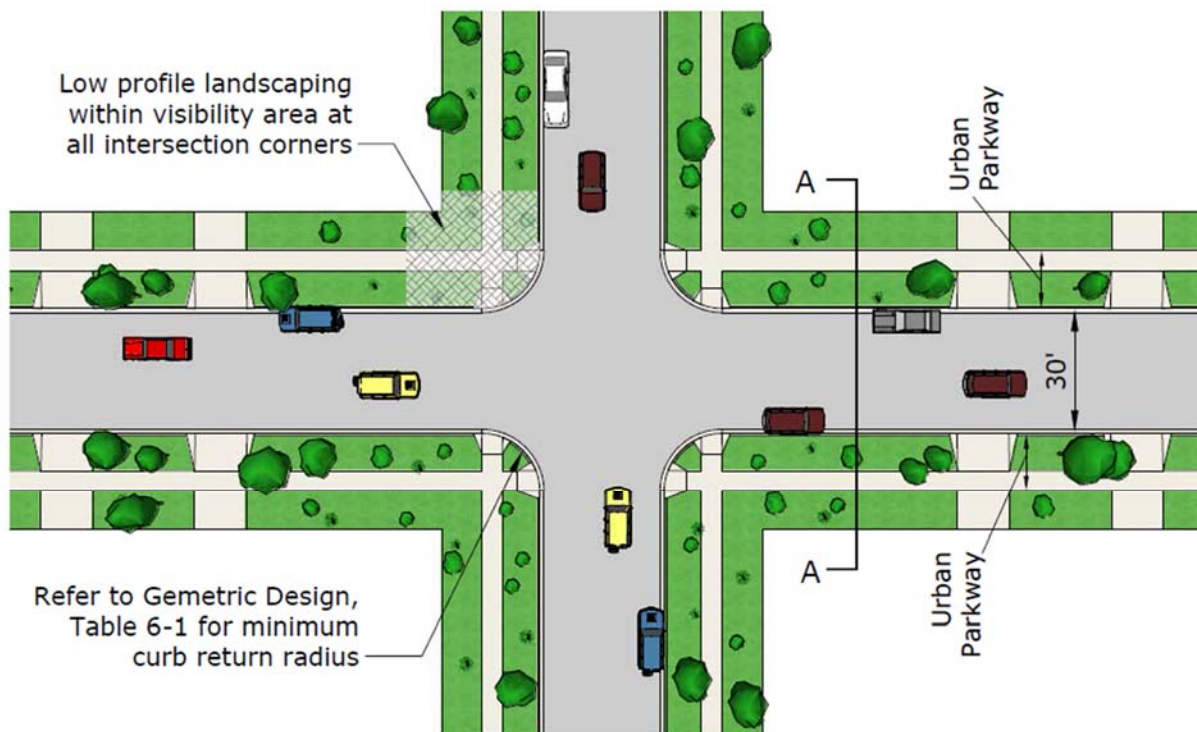 Low profile landscaping
within visibility area at
all intersection corners
A
Urban
Parkway
30'
A
Urban
Parkway
Refer to Gemetric Design,
Table 6-1 for minimum
curb return radius